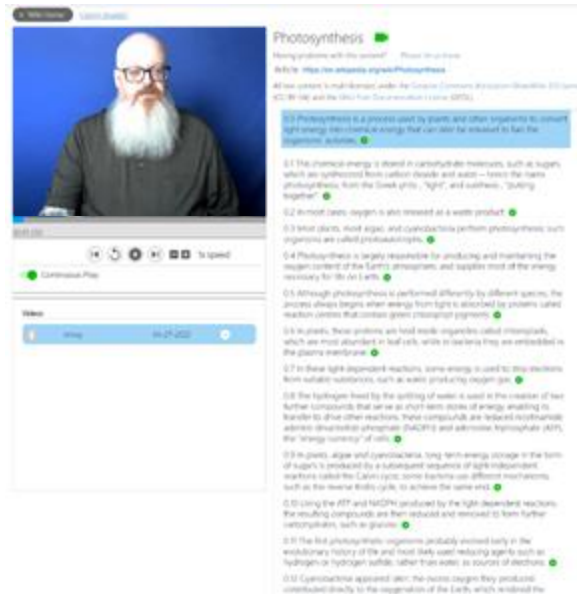 Photosynthesis
Having problems with this content?
Article: https://en.wikipedia.org/wiki/Photosynthesis
0.0 Photosynthesis is a process used by plants and other organisms to convert
light energy into chemical energy that can later be released to fuel the
organisms' activities.
0.1 This chemical energy is stored in carbohydrate molecules, such as sugars,
which are synthesized from carbon dioxide and water – hence the name
photosynthesis, from the Greek "light", and "putting
together".
0.2 In most cases, oxygen is also released as a waste product.
0.3 Most plants, most algae, and cyanobacteria perform photosynthesis; such
organisms are called photoautotrophs.
0.4 Photosynthesis is largely responsible for producing and maintaining the
oxygen content of the Earth's atmosphere, and supplies most of the energy
necessary for life on Earth.
0.5 Although photosynthesis is performed differently by different species, the
process always begins when energy from light is absorbed by proteins called
reaction centres that contain green chlorophyll pigments.
0.6 In plants, these proteins are held inside organelles called chloroplasts,
which are most abundant in leaf cells, while in bacteria they are embedded in
the plasma membrane.
0.7 In these light-dependent reactions, some energy is used to strip electrons
from suitable substances, such as water, producing oxygen gas.
0.8 The hydrogen freed by the splitting of water is used in the creation of two
further compounds that serve as short-term stores of energy, enabling its
transfer to drive other reactions: these compounds are reduced nicotinamide
adenine dinucleotide phosphate (NADPH) and adenosine triphosphate (ATP),
the "energy currency" of cells.
0.9 In plants, algae and cyanobacteria, long-term energy storage in the form
of sugars is produced by a subsequent sequence of light-independent
reactions called the Calvin cycle; some bacteria use different mechanisms,
such as the reverse Krebs cycle, to achieve the same end.
0.10 Using the ATP and NADPH produced by the light-dependent reactions,
the resulting compounds are then reduced and removed to form further
carbohydrates, such as glucose.
0.11 The first photosynthetic organisms probably evolved early in the
evolutionary history of life and most likely used reducing agents such as
hydrogen or hydrogen sulfide, rather than water, as sources of electrons.
0.12 Cyanobacteria appeared later; the excess oxygen they produced
contributed directly to the oxygenation of the Earth, which rendered the
1x speed
Continuous Play
Videos
04-27-2022